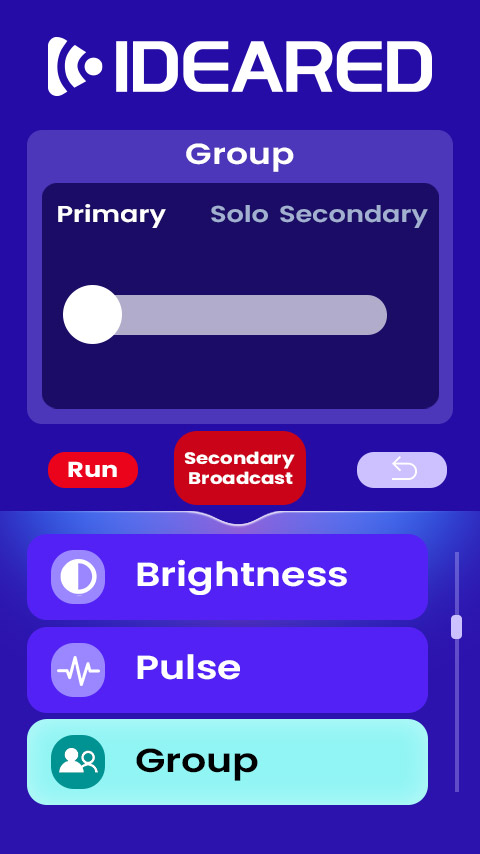 IDEARED
Group
Primary Solo Secondary
Run
Secondary
Broadcast
Brightness
Pulse
Group